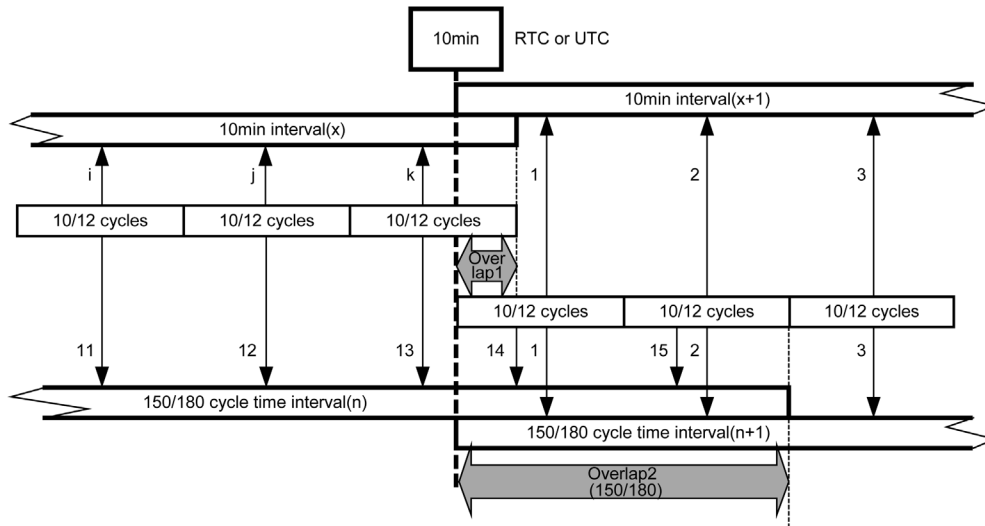 10min RTC or UTC
10min interval(x+1)
10min interval(x)
i j k 1 2 3
10/12 cycles 10/12 cycles 10/12 cycles
Over
lap1
10/12 cycles 10/12 cycles 10/12 cycles
11 12 13 14 1 15 2 3
150/180 cycle time interval(n)
150/180 cycle time interval(n+1)
Overlap2
(150/180)